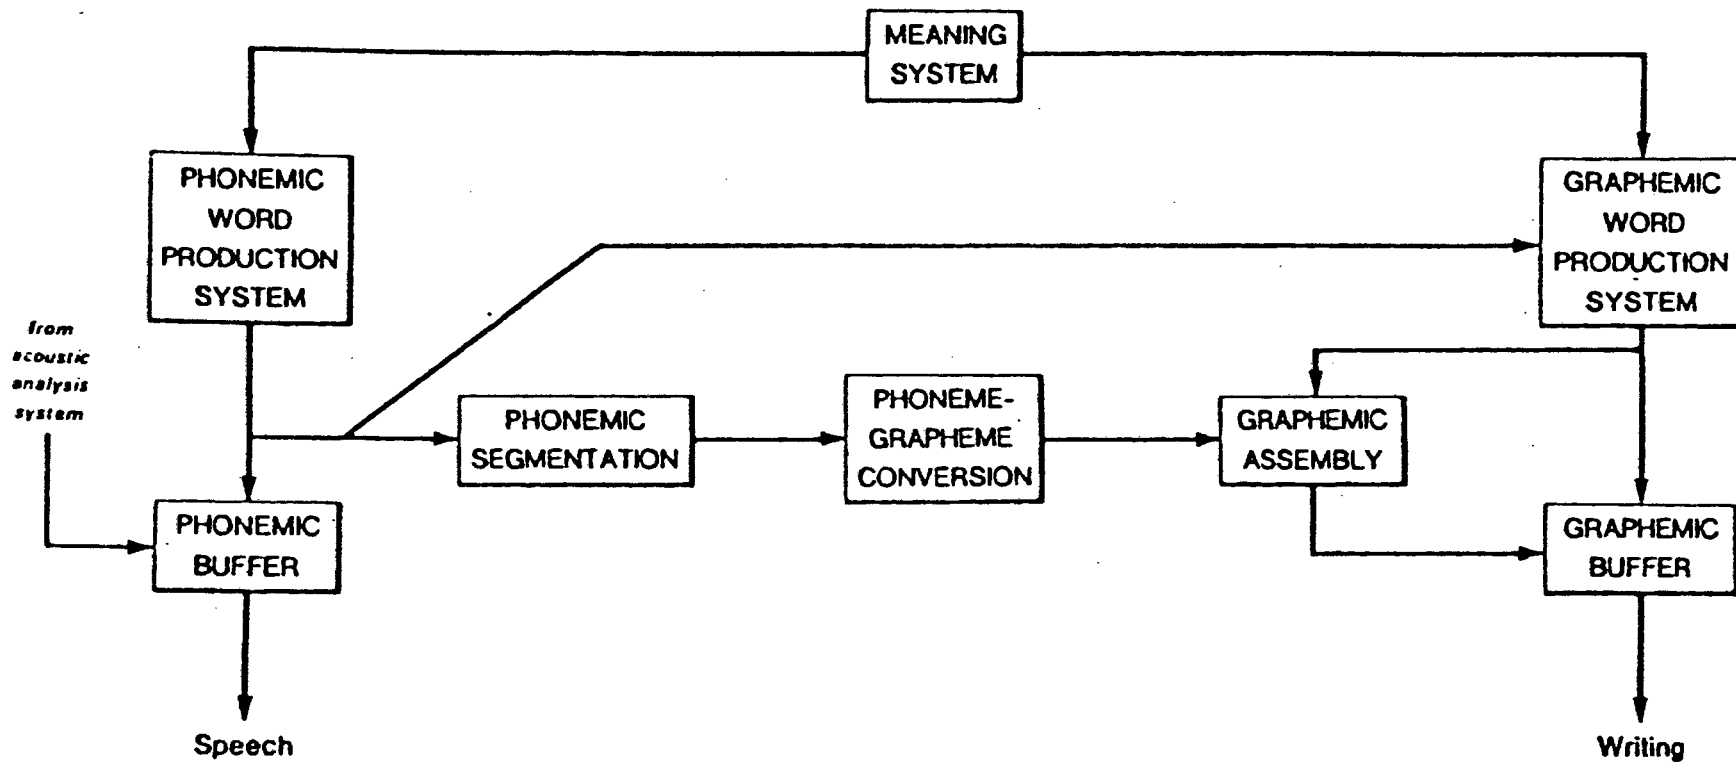 MEANING
SYSTEM
PHONEMIC
WORD
PRODUCTION
SYSTEM
GRAPHEMIC
WORD
PRODUCTION
SYSTEM
from
acoustic
analysis
system
PHONEMIC
SEGMENTATION
PHONEME-
GRAPHEME
CONVERSION
GRAPHEMIC
ASSEMBLY
PHONEMIC
BUFFER
GRAPHEMIC
BUFFER
Speech
Writing